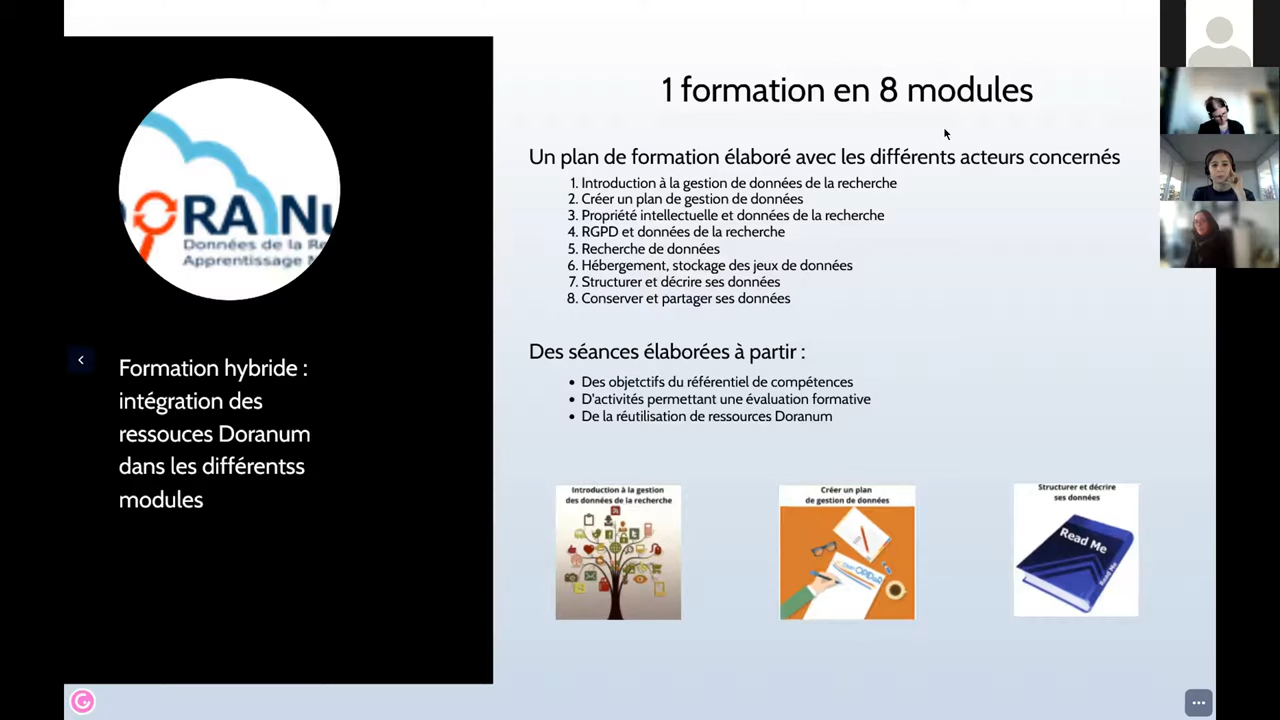 1 formation en 8 modules
Un plan de formation élaboré avec les différents acteurs concernés
1. Introduction à la gestion de données de la recherche
2. Créer un plan de gestion de données
3. Propriété intellectuelle et données de la recherche
4. RGPD et données de la recherche
5. Recherche de données
6. Hébergement, stockage des jeux de données
7. Structurer et décrire ses données
8. Conserver et partager ses données
Des séances élaborées à partir :
Des objetctifs du référentiel de compétences
D'activités permettant une évaluation formative
De la réutilisation de ressources Doranum
ORANu
Données de la Re
Apprentissage N
Formation hybride :
intégration des
ressouces Doranum
dans les différentss
modules
Introduction à la gestion
des données de la recherche
Créer un plan
de gestion de données
OPIDoR
Structurer et décrire
ses données
Read Me
Read Me